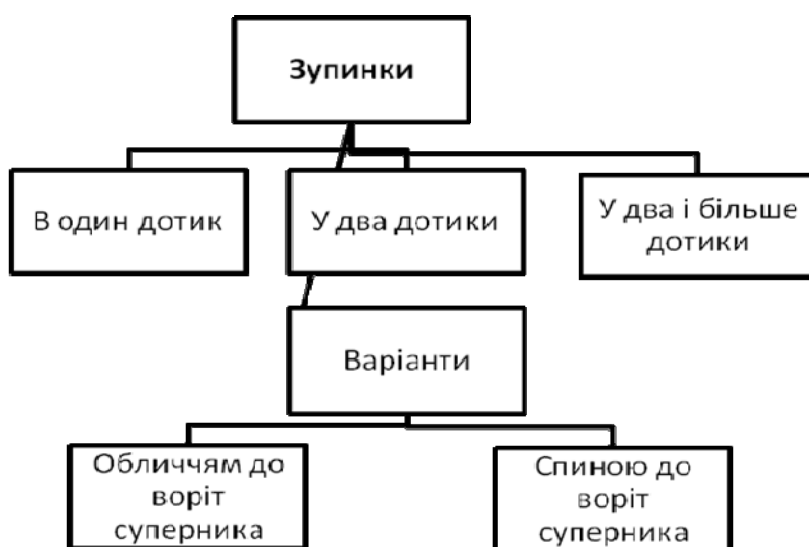 Зупинки
В один дотик
У два дотики
У два і більше
дотики
Варіанти
Обличчям до
воріт
суперника
Спиною до
воріт
суперника